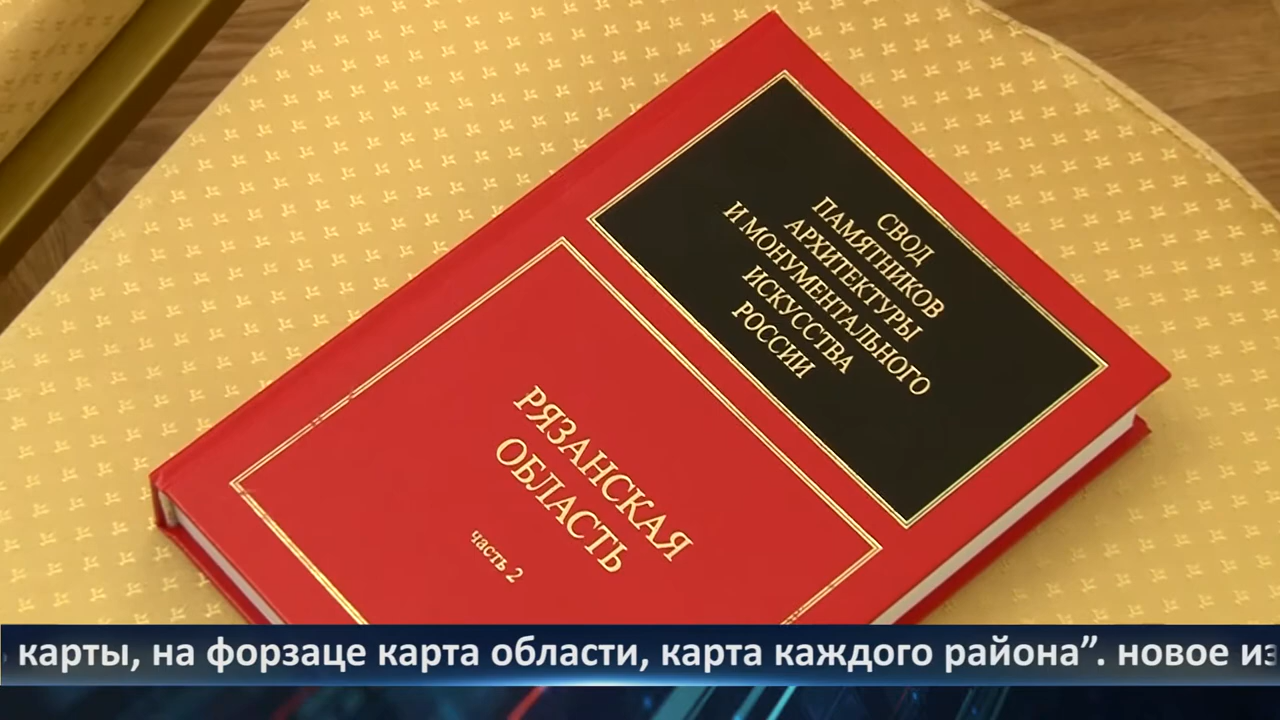 СВОД
ПАМЯТНИКОВ
АРХИТЕКТУРЫ
И МОНУМЕНТАЛЬНОГО
ИСКУССТВА
РОССИИ
РЯЗАНСКАЯ
ОБЛАСТЬ
часть 2
карты, на форзаце карта области, карта каждого района”. новое